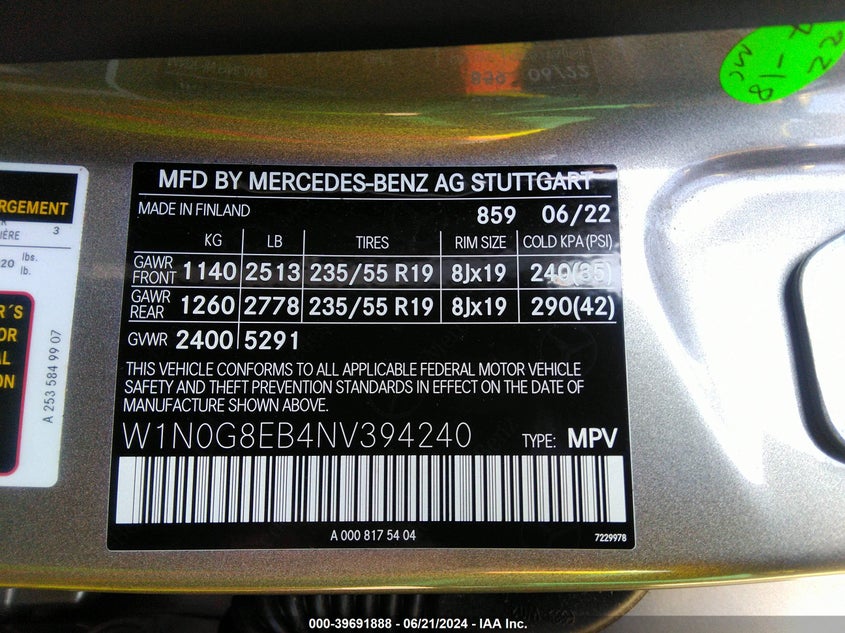 MFD BY MERCEDES-BENZ AG STUTTGART
MADE IN FINLAND 859 06/22
KG LB TIRES RIM SIZE COLD KPA (PSI)
GAWR FRONT 1140 2513 235/55 R19 8Jx19 240(35)
GAWR REAR 1260 2778 235/55 R19 8Jx19 290(42)
GVWR 2400 5291
THIS VEHICLE CONFORMS TO ALL APPLICABLE FEDERAL MOTOR VEHICLE
SAFETY AND THEFT PREVENTION STANDARDS IN EFFECT ON THE DATE OF
MANUFACTURE SHOWN ABOVE.
W1N0G8EB4NV394240 TYPE: MPV
A 000 817 54 04 7229978
3
lbs.
lb.
A 253 584 99 07
000-39691888 - 06/21/2024 - IAA Inc.